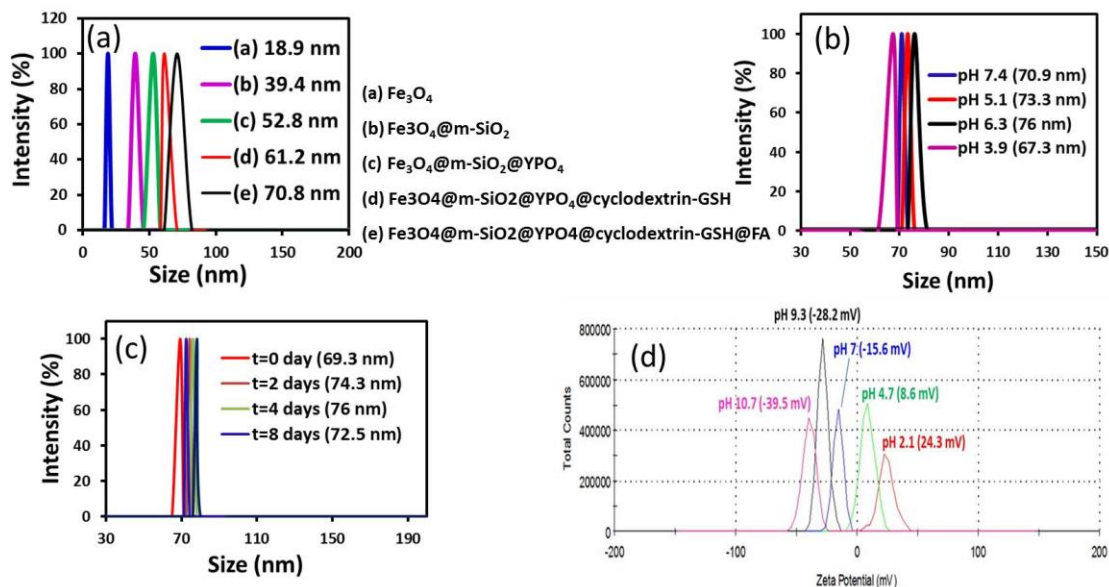 (a)
Intensity (%)
120
100
80
60
40
20
0
0 50 100 150 200
Size (nm)
(a) 18.9 nm
(b) 39.4 nm
(c) 52.8 nm
(d) 61.2 nm
(e) 70.8 nm
(a) Fe₃O₄
(b) Fe3O₄@m-SiO₂
(c) Fe₃O₄@m-SiO₂@YPO₄
(d) Fe3O4@m-SiO2@YPO₄@cyclodextrin-GSH
(e) Fe3O4@m-SiO2@YPO4@cyclodextrin-GSH@FA
(b)
Intensity (%)
100
80
60
40
20
0
30 50 70 90 110 130 150
Size (nm)
pH 7.4 (70.9 nm)
pH 5.1 (73.3 nm)
pH 6.3 (76 nm)
pH 3.9 (67.3 nm)
(c)
Intensity (%)
100
80
60
40
20
0
30 70 110 150 190
Size (nm)
t=0 day (69.3 nm)
t=2 days (74.3 nm)
t=4 days (76 nm)
t=8 days (72.5 nm)
(d)
pH 9.3 (-28.2 mV)
pH 7 (-15.6 mV)
pH 10.7 (-39.5 mV)
pH 4.7 (8.6 mV)
pH 2.1 (24.3 mV)
Total Counts
800000
600000
400000
200000
0
-200 -100 0 100 200
Zeta Potential (mV)